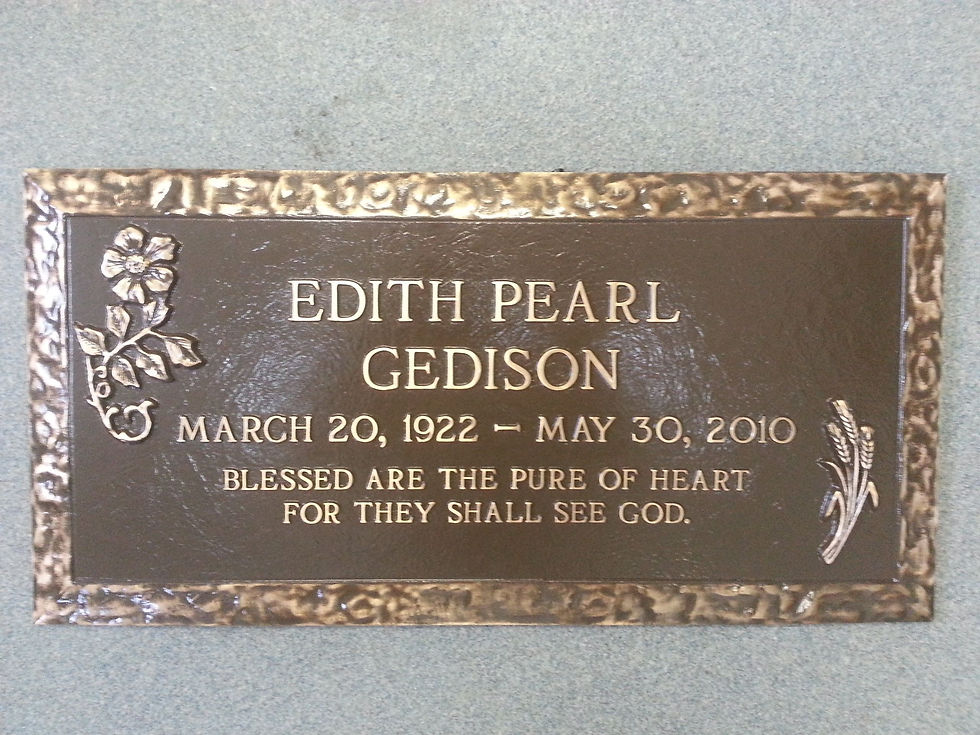 EDITH PEARL
GEDISON
MARCH 20, 1922 – MAY 30, 2010
BLESSED ARE THE PURE OF HEART
FOR THEY SHALL SEE GOD.